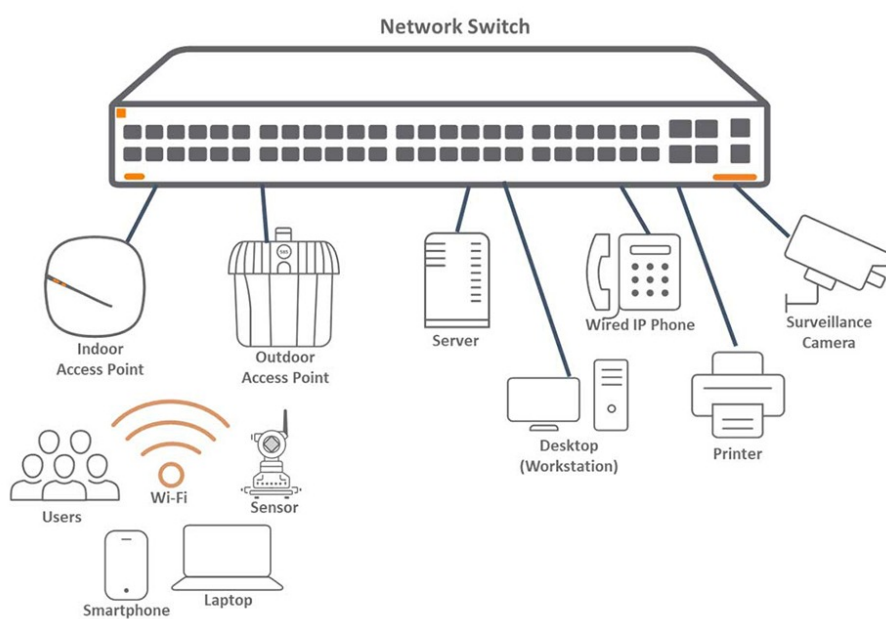 Network Switch
Indoor
Access Point
Outdoor
Access Point
Server
Wired IP Phone
Surveillance
Camera
Desktop
(Workstation)
Printer
Users
Wi-Fi
Sensor
Smartphone
Laptop